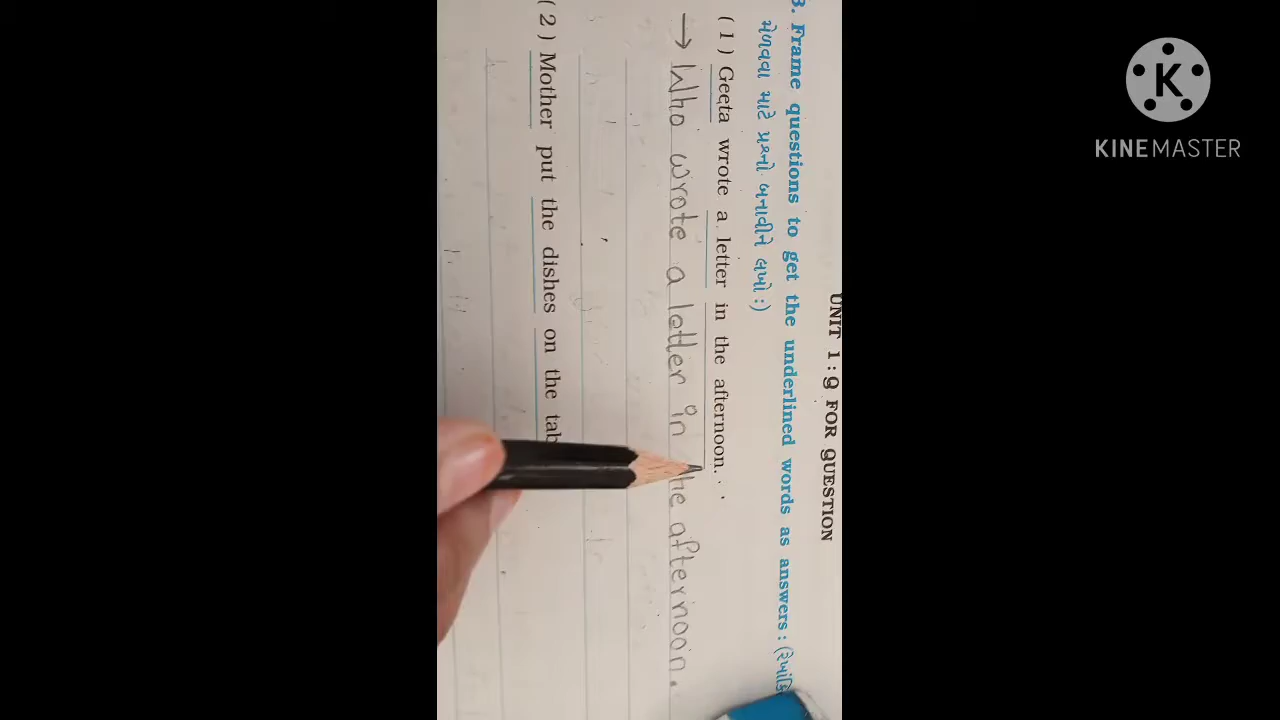 UNIT 1 : Q FOR QUESTION
3. Frame questions to get the underlined words as answers : (રેખાંકિ
મેળવવા માટે પ્રશ્નો બનાવીને લખો :)
( 1 ) Geeta wrote a letter in the afternoon.
→ Who wrote a letter in the afternoon.
( 2 ) Mother put the dishes on the tab
K
KINEMASTER